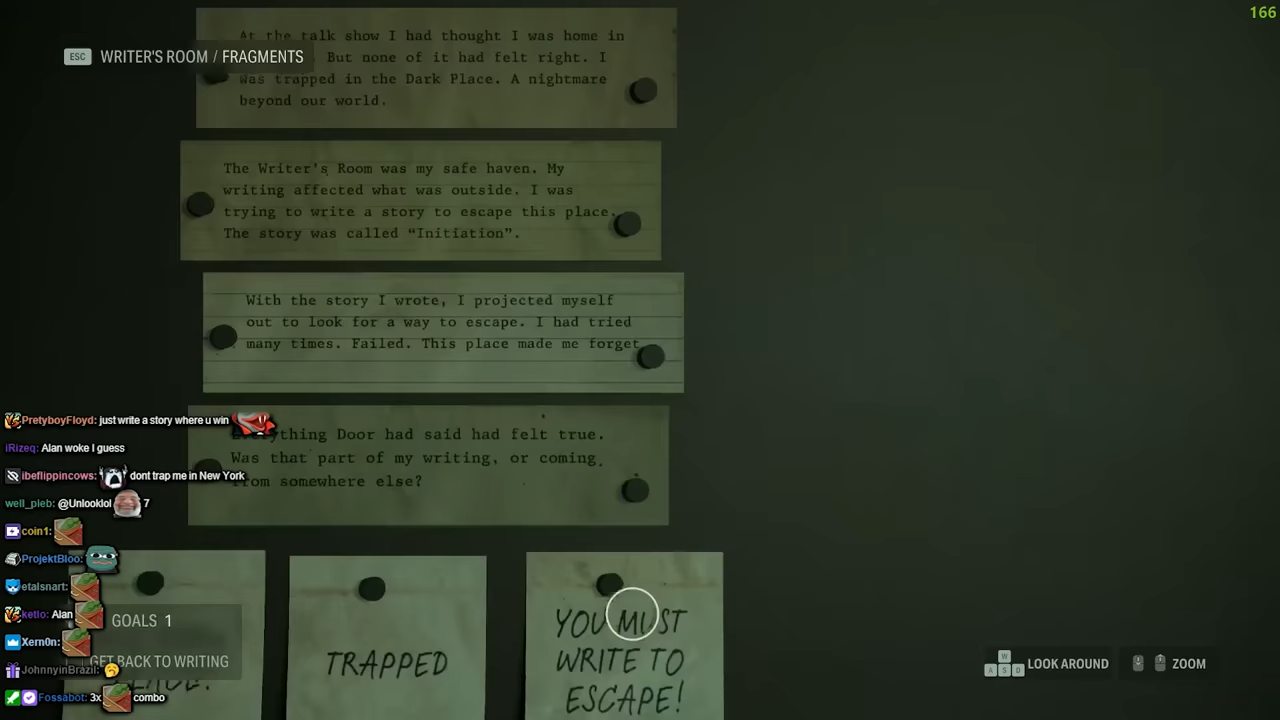 166
ESC WRITER'S ROOM / FRAGMENTS
At the talk show I had thought I was home in
But none of it had felt right. I
was trapped in the Dark Place. A nightmare
beyond our world.
The Writer's Room was my safe haven. My
writing affected what was outside. I was
trying to write a story to escape this place.
The story was called “Initiation”.
With the story I wrote, I projected myself
out to look for a way to escape. I had tried
many times. Failed. This place made me forget
Everything Door had said had felt true.
Was that part of my writing, or coming
from somewhere else?
PretyboyFloyd: just write a story where u win
iRizeq: Alan woke I guess
ibeflippincows: dont trap me in New York
well_pleb: @Unlooklol 7
coin1:
ProjektBloo:
etalsnart:
ketlo: Alan
Xern0n:
JohnnyinBrazil:
Fossabot: 3x combo
GOALS 1
GET BACK TO WRITING
TRAPPED
YOU MUST
WRITE TO
ESCAPE!
W
A S D LOOK AROUND
ZOOM